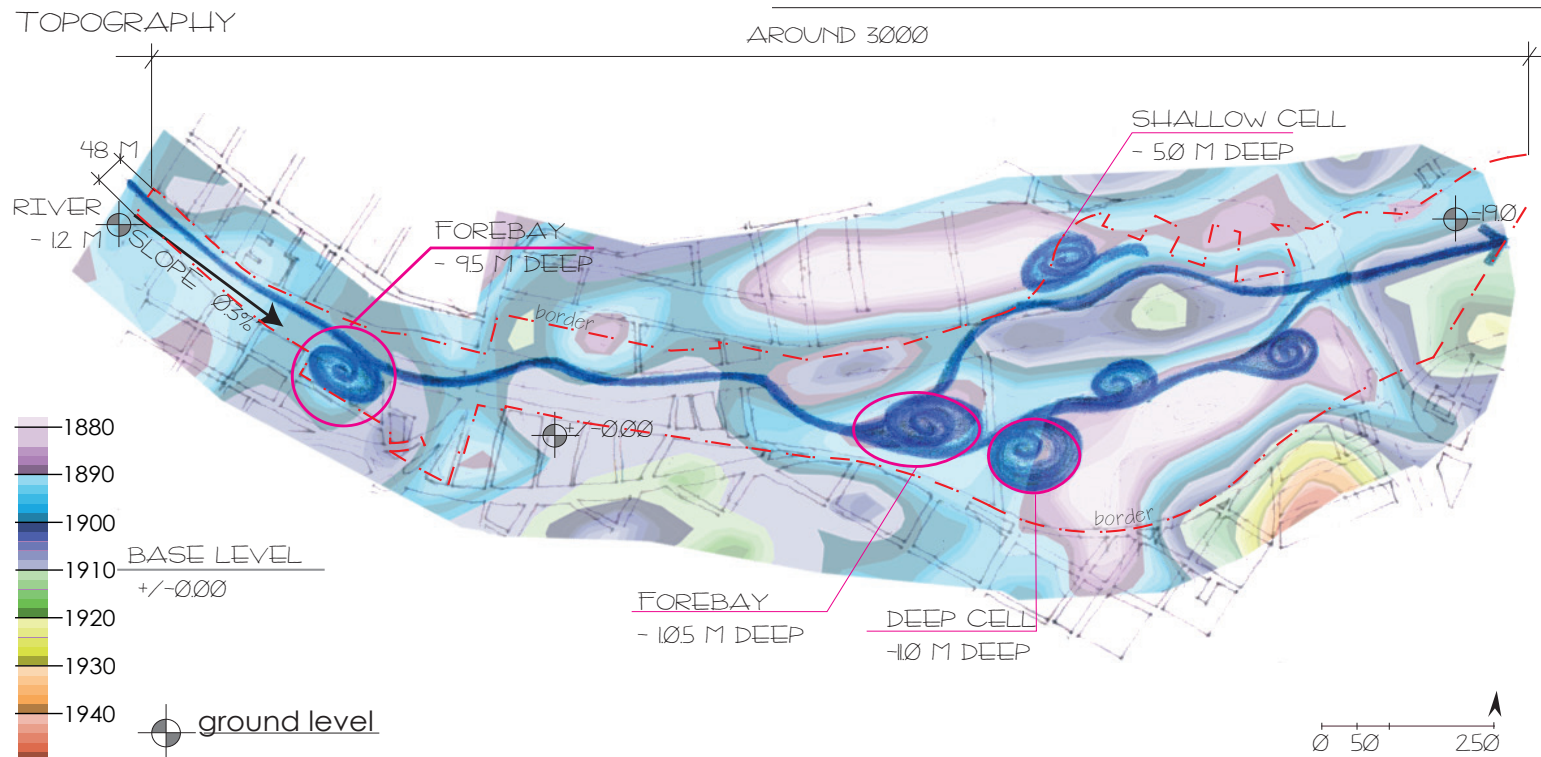 TOPOGRAPHY
AROUND 3000
SHALLOW CELL
- 5.0 M DEEP
48 M
RIVER
- 1.2 M
-19.0
FOREBAY
- 9.5 M DEEP
SLOPE 0.3%
border
+/-0.00
1880
1890
1900
1910
1920
1930
1940
border
BASE LEVEL
+/-0.00
FOREBAY
- 10.5 M DEEP
DEEP CELL
-11.0 M DEEP
ground level
0 50 250